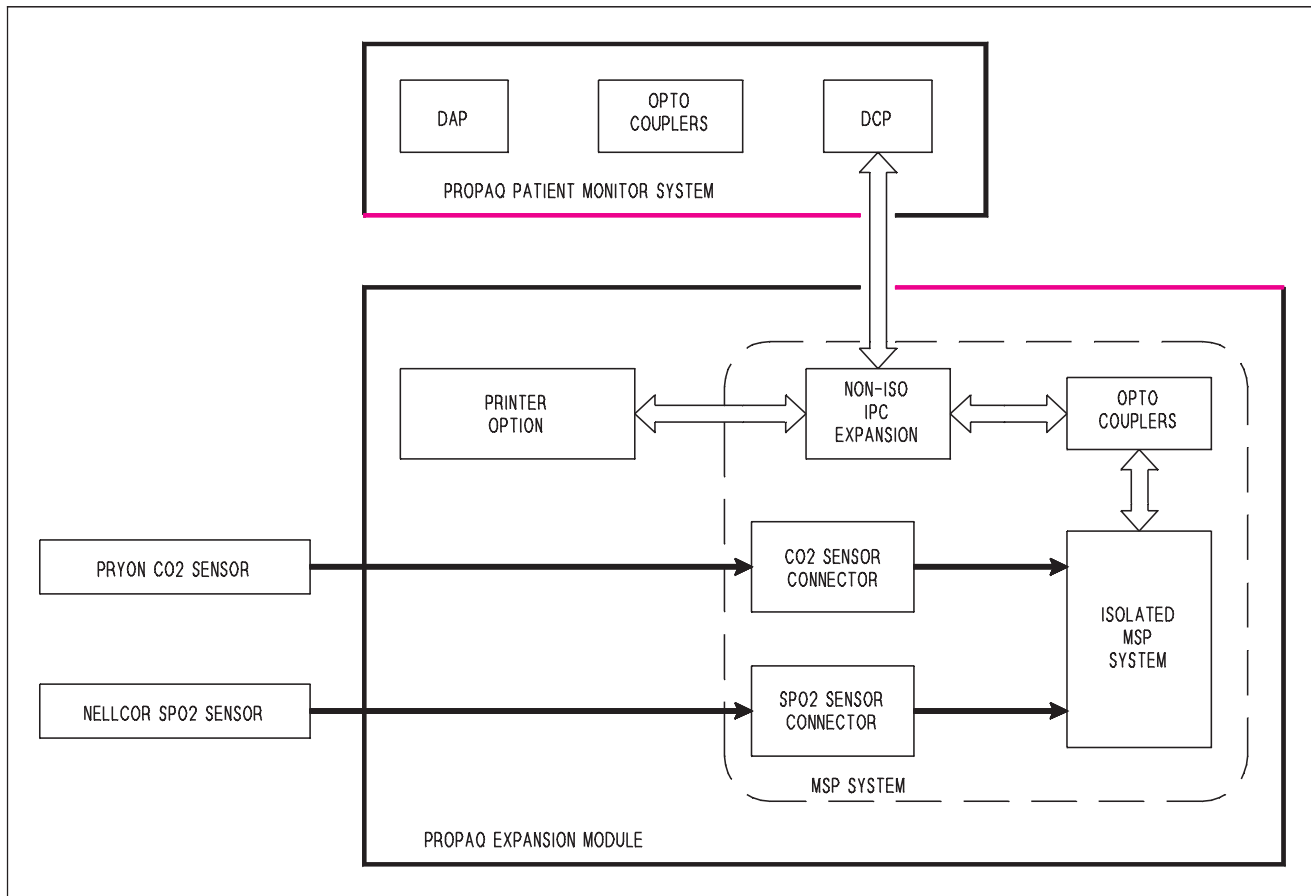 DAP
OPTO
COUPLERS
DCP
PROPAQ PATIENT MONITOR SYSTEM
PRINTER
OPTION
NON-ISO
IPC
EXPANSION
OPTO
COUPLERS
PRYON CO2 SENSOR
CO2 SENSOR
CONNECTOR
ISOLATED
MSP
SYSTEM
NELLCOR SPO2 SENSOR
SPO2 SENSOR
CONNECTOR
MSP SYSTEM
PROPAQ EXPANSION MODULE